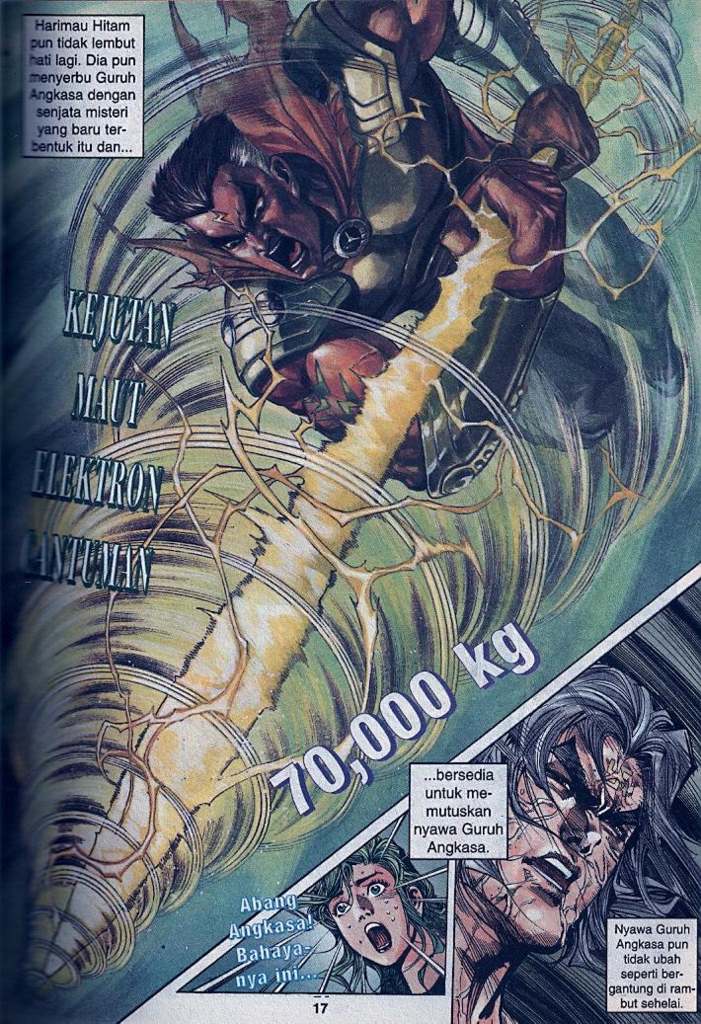 Harimau Hitam
pun tidak lembut
hati lagi. Dia pun
menyerbu Guruh
Angkasa dengan
senjata misteri
yang baru ter-
bentuk itu dan...
KEJUTAN
MAUT
ELEKTRON
CANTUMAN
70,000 kg
...bersedia
untuk me-
mutuskan
nyawa Guruh
Angkasa.
Abang
Angkasa!
Bahaya-
nya ini...
Nyawa Guruh
Angkasa pun
tidak ubah
seperti ber-
gantung di ram-
but sehelai.
17